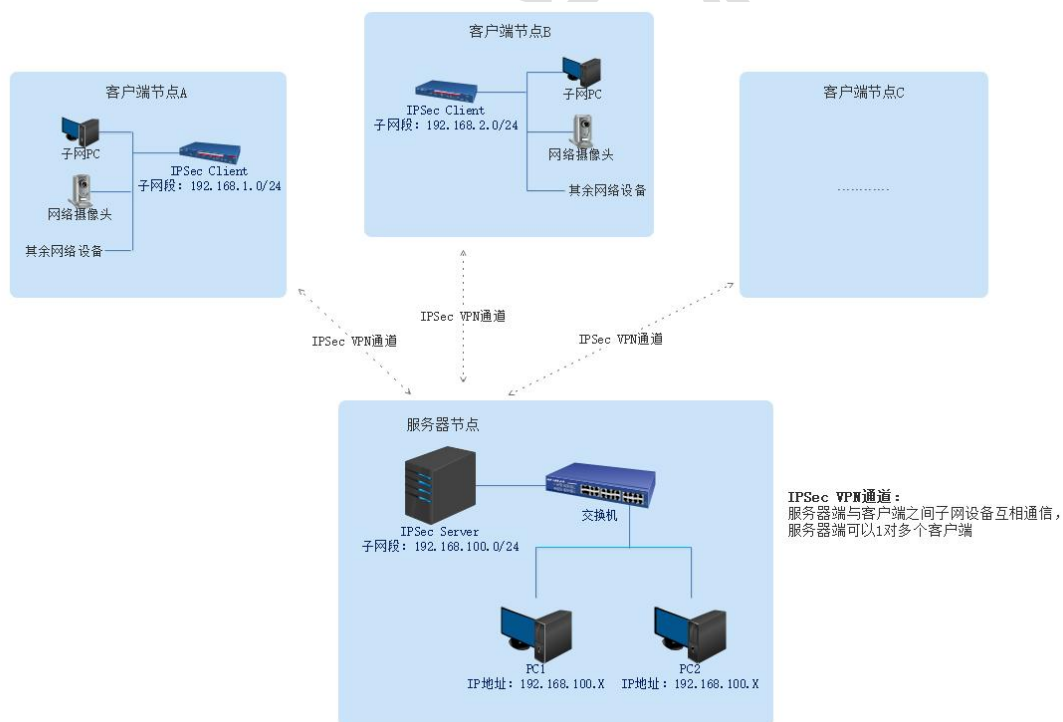 客户端节点B
IPSec Client
子网段：192.168.2.0/24
子网PC
网络摄像头
其余网络设备
客户端节点A
子网PC
IPSec Client
子网段：192.168.1.0/24
网络摄像头
其余网络设备
客户端节点C
............
IPSec VPN通道
IPSec VPN通道
IPSec VPN通道
服务器节点
IPSec Server
子网段：192.168.100.0/24
交换机
PC1
IP地址：192.168.100.X
PC2
IP地址：192.168.100.X
IPSec VPN通道：
服务器端与客户端之间子网设备互相通信，
服务器端可以1对多个客户端